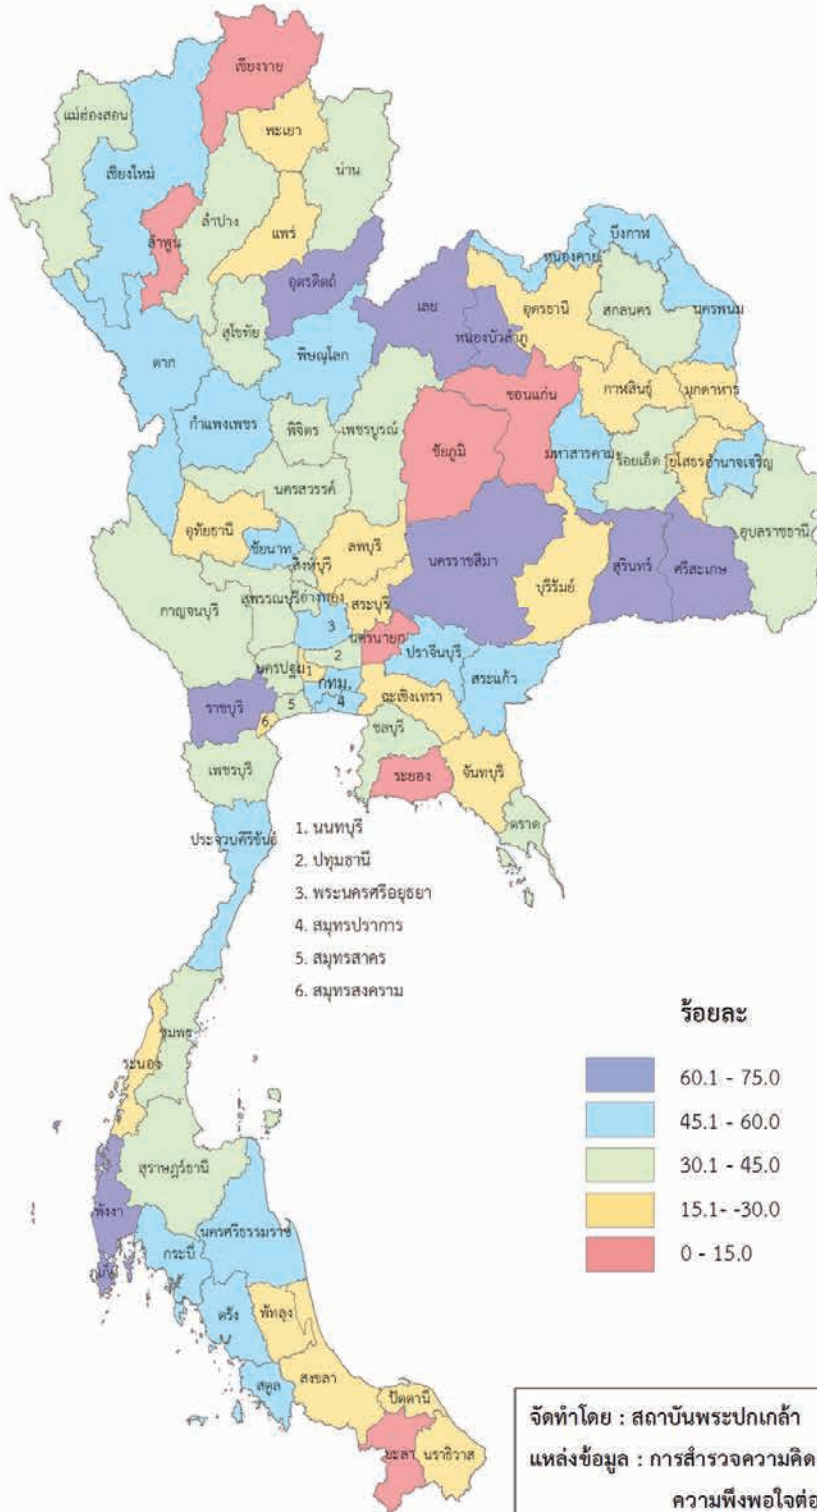 เชียงราย
แม่ฮ่องสอน
พะเยา
น่าน
เชียงใหม่
ลำปาง
แพร่
ลำพูน
บึงกาฬ
หนองคาย
อุตรดิตถ์
เลย
อุดรธานี
สกลนคร
นครพนม
สุโขทัย
หนองบัวลำภู
พิษณุโลก
ตาก
ขอนแก่น
กาฬสินธุ์
มุกดาหาร
กำแพงเพชร
พิจิตร
เพชรบูรณ์
ชัยภูมิ
มหาสารคาม
ร้อยเอ็ด
ยโสธร
อำนาจเจริญ
นครสวรรค์
อุบลราชธานี
อุทัยธานี
ชัยนาท
ลพบุรี
สิงห์บุรี
นครราชสีมา
สุรินทร์
ศรีสะเกษ
บุรีรัมย์
กาญจนบุรี
สุพรรณบุรี
อ่างทอง
สระบุรี
3
นครนายก
2
ปราจีนบุรี
นครปฐม
1
สระแก้ว
กทม.
4
ราชบุรี
5
6
ฉะเชิงเทรา
ชลบุรี
เพชรบุรี
ระยอง
จันทบุรี
ตราด
ประจวบคีรีขันธ์
1. นนทบุรี
2. ปทุมธานี
3. พระนครศรีอยุธยา
4. สมุทรปราการ
5. สมุทรสาคร
6. สมุทรสงคราม
ชุมพร
ระนอง
สุราษฎร์ธานี
พังงา
นครศรีธรรมราช
กระบี่
ภูเก็ต
ตรัง
พัทลุง
สตูล
สงขลา
ปัตตานี
ยะลา
นราธิวาส
ร้อยละ
60.1 - 75.0
45.1 - 60.0
30.1 - 45.0
15.1- -30.0
0 - 15.0
จัดทำโดย : สถาบันพระปกเกล้า
แหล่งข้อมูล : การสำรวจความคิด
ความพึงพอใจต่อ